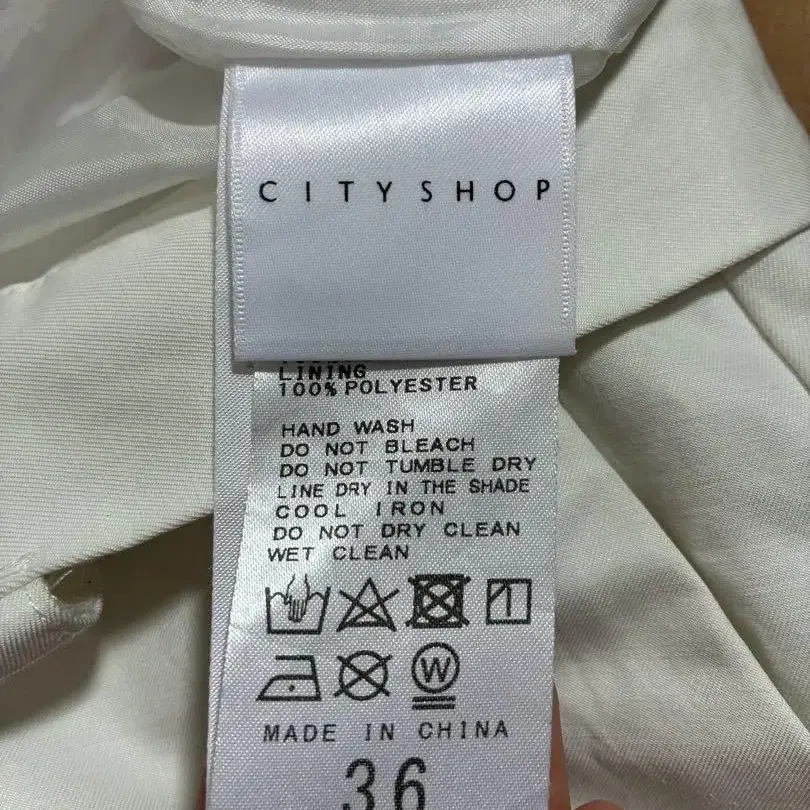 CITYSHOP
LINING
100% POLYESTER
HAND WASH
DO NOT BLEACH
DO NOT TUMBLE DRY
LINE DRY IN THE SHADE
COOL IRON
DO NOT DRY CLEAN
WET CLEAN
W
MADE IN CHINA
36